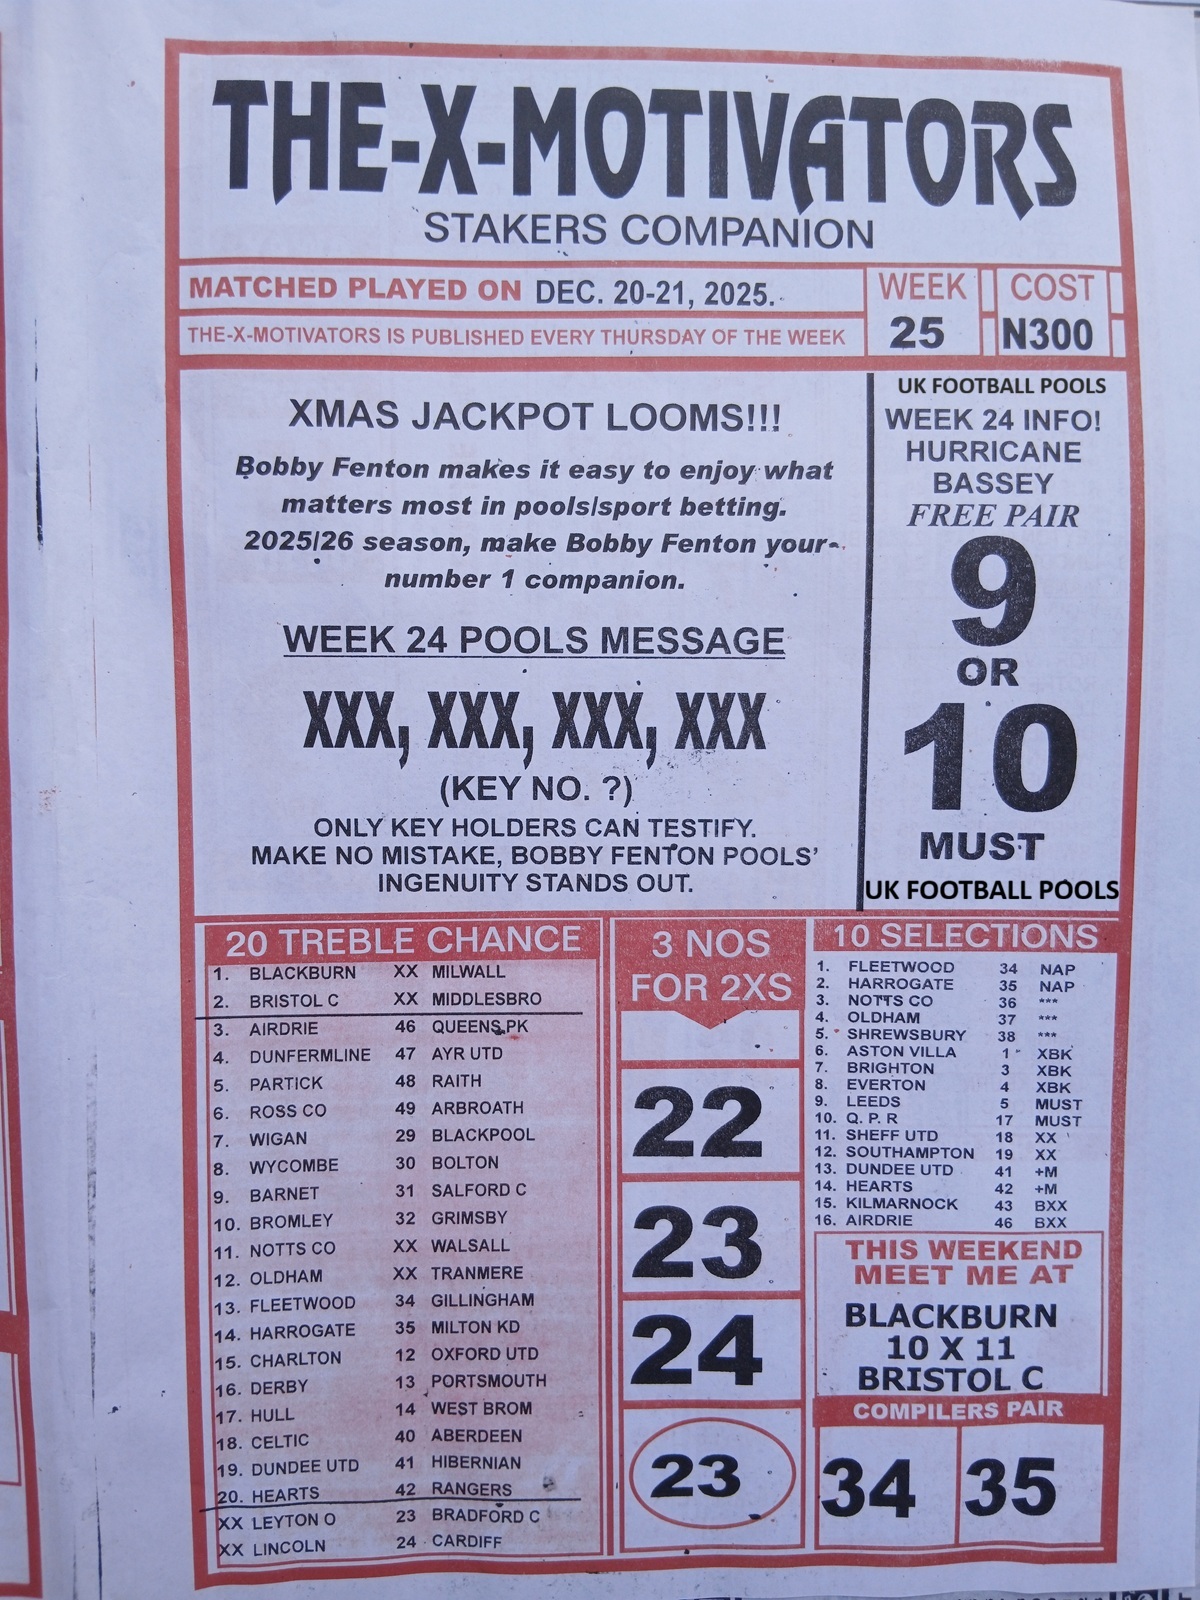 THE-X-MOTIVATORS
STAKERS COMPANION
MATCHED PLAYED ON DEC. 20-21, 2025.
THE-X-MOTIVATORS IS PUBLISHED EVERY THURSDAY OF THE WEEK
WEEK
25
COST
N300
XMAS JACKPOT LOOMS!!!
Bobby Fenton makes it easy to enjoy what
matters most in pools|sport betting.
2025|26 season, make Bobby Fenton your
number 1 companion.
WEEK 24 POOLS MESSAGE
XXX, XXX, XXX, XXX
(KEY NO. ?)
ONLY KEY HOLDERS CAN TESTIFY.
MAKE NO MISTAKE, BOBBY FENTON POOLS'
INGENUITY STANDS OUT.
UK FOOTBALL POOLS
WEEK 24 INFO!
HURRICANE
BASSEY
FREE PAIR
9
OR
10
MUST
UK FOOTBALL POOLS
20 TREBLE CHANCE
1. BLACKBURN XX MILWALL
2. BRISTOL C XX MIDDLESBRO
3. AIRDRIE 46 QUEENS PK
4. DUNFERMLINE 47 AYR UTD
5. PARTICK 48 RAITH
6. ROSS CO 49 ARBROATH
7. WIGAN 29 BLACKPOOL
8. WYCOMBE 30 BOLTON
9. BARNET 31 SALFORD C
10. BROMLEY 32 GRIMSBY
11. NOTTS CO XX WALSALL
12. OLDHAM XX TRANMERE
13. FLEETWOOD 34 GILLINGHAM
14. HARROGATE 35 MILTON KD
15. CHARLTON 12 OXFORD UTD
16. DERBY 13 PORTSMOUTH
17. HULL 14 WEST BROM
18. CELTIC 40 ABERDEEN
19. DUNDEE UTD 41 HIBERNIAN
20. HEARTS 42 RANGERS
XX LEYTON O 23 BRADFORD C
XX LINCOLN 24 CARDIFF
3 NOS
FOR 2XS
22
23
24
23
10 SELECTIONS
1. FLEETWOOD 34 NAP
2. HARROGATE 35 NAP
3. NOTTS CO 36 ***
4. OLDHAM 37 ***
5. SHREWSBURY 38 ***
6. ASTON VILLA 1 XBK
7. BRIGHTON 3 XBK
8. EVERTON 4 XBK
9. LEEDS 5 MUST
10. Q. P. R 17 MUST
11. SHEFF UTD 18 XX
12. SOUTHAMPTON 19 XX
13. DUNDEE UTD 41 +M
14. HEARTS 42 +M
15. KILMARNOCK 43 BXX
16. AIRDRIE 46 BXX
THIS WEEKEND
MEET ME AT
BLACKBURN
10 X 11
BRISTOL C
COMPILERS PAIR
34 35